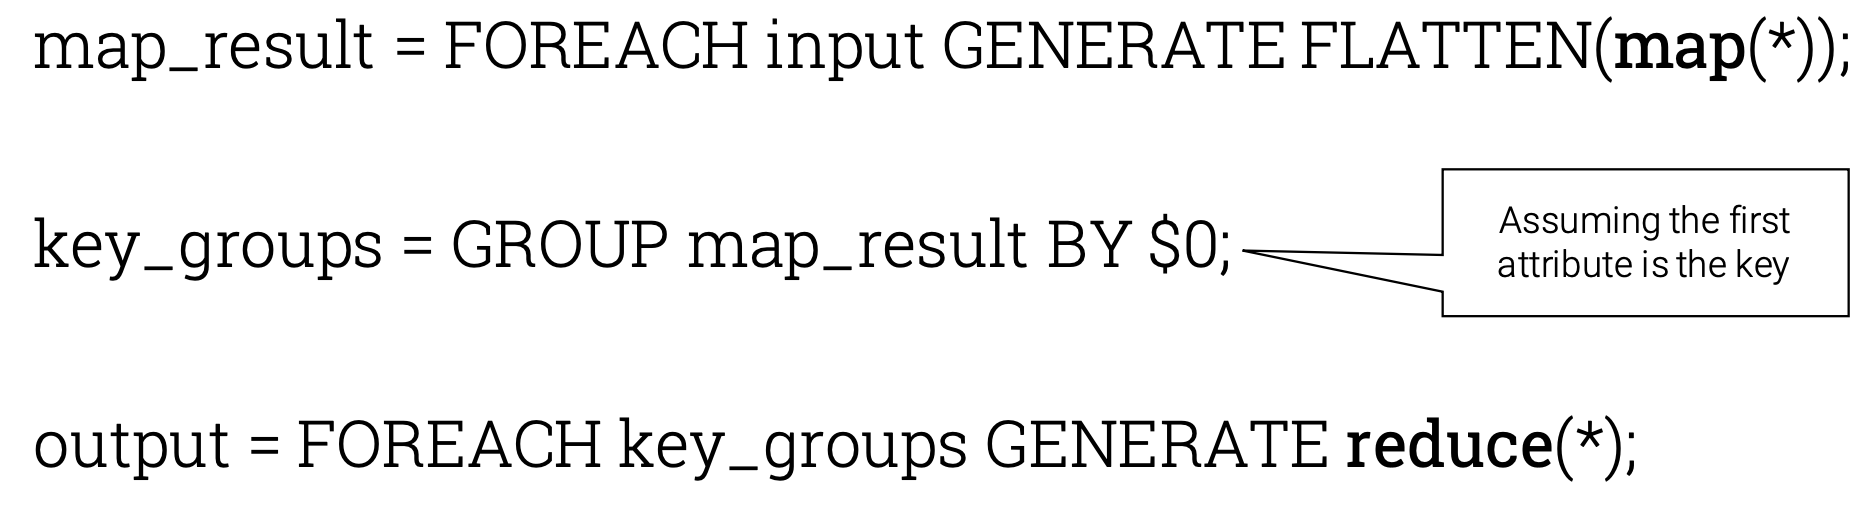 map_result = FOREACH input GENERATE FLATTEN(map(*));
key_groups = GROUP map_result BY $0;
Assuming the first
attribute is the key
output = FOREACH key_groups GENERATE reduce(*);